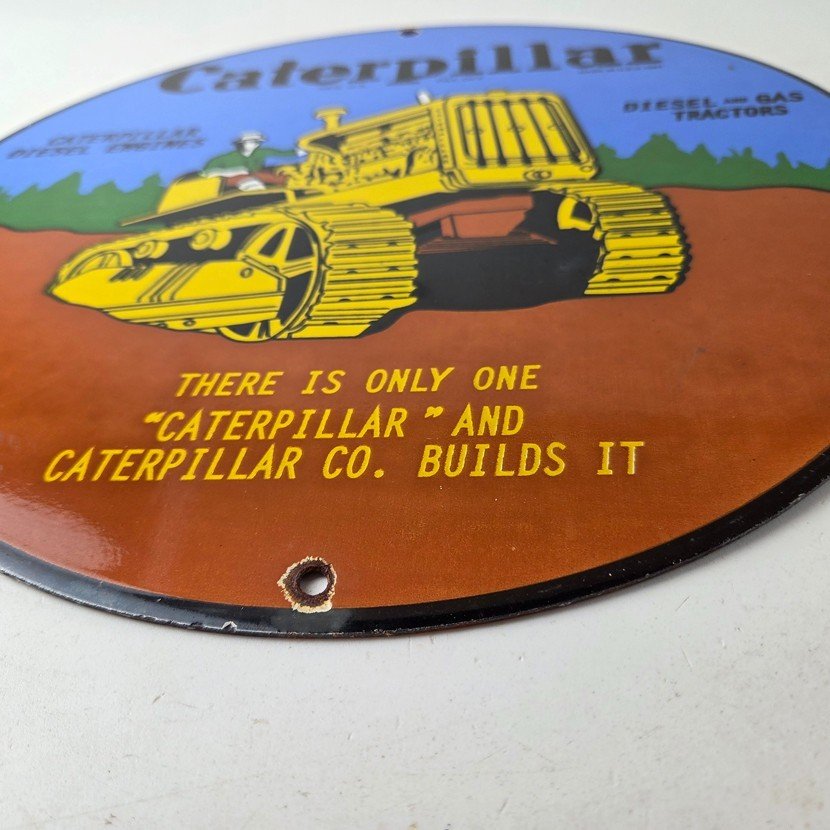 Caterpillar
CATERPILLAR
DIESEL ENGINES
DIESEL AND GAS
TRACTORS
THERE IS ONLY ONE
"CATERPILLAR" AND
CATERPILLAR CO. BUILDS IT